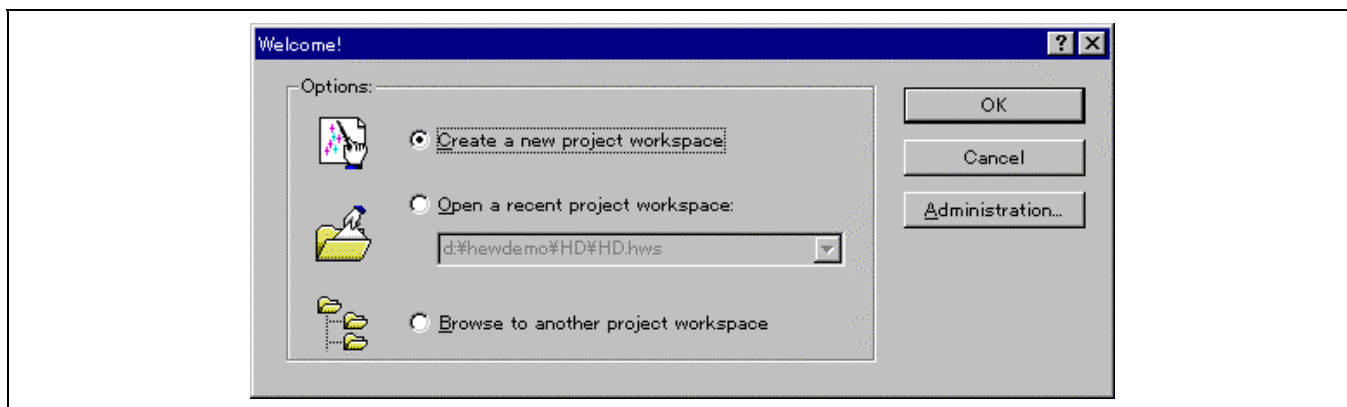 Welcome!
Options:
Create a new project workspace
Open a recent project workspace:
d:¥hewdemo¥HD¥HD.hws
Browse to another project workspace
OK
Cancel
Administration...